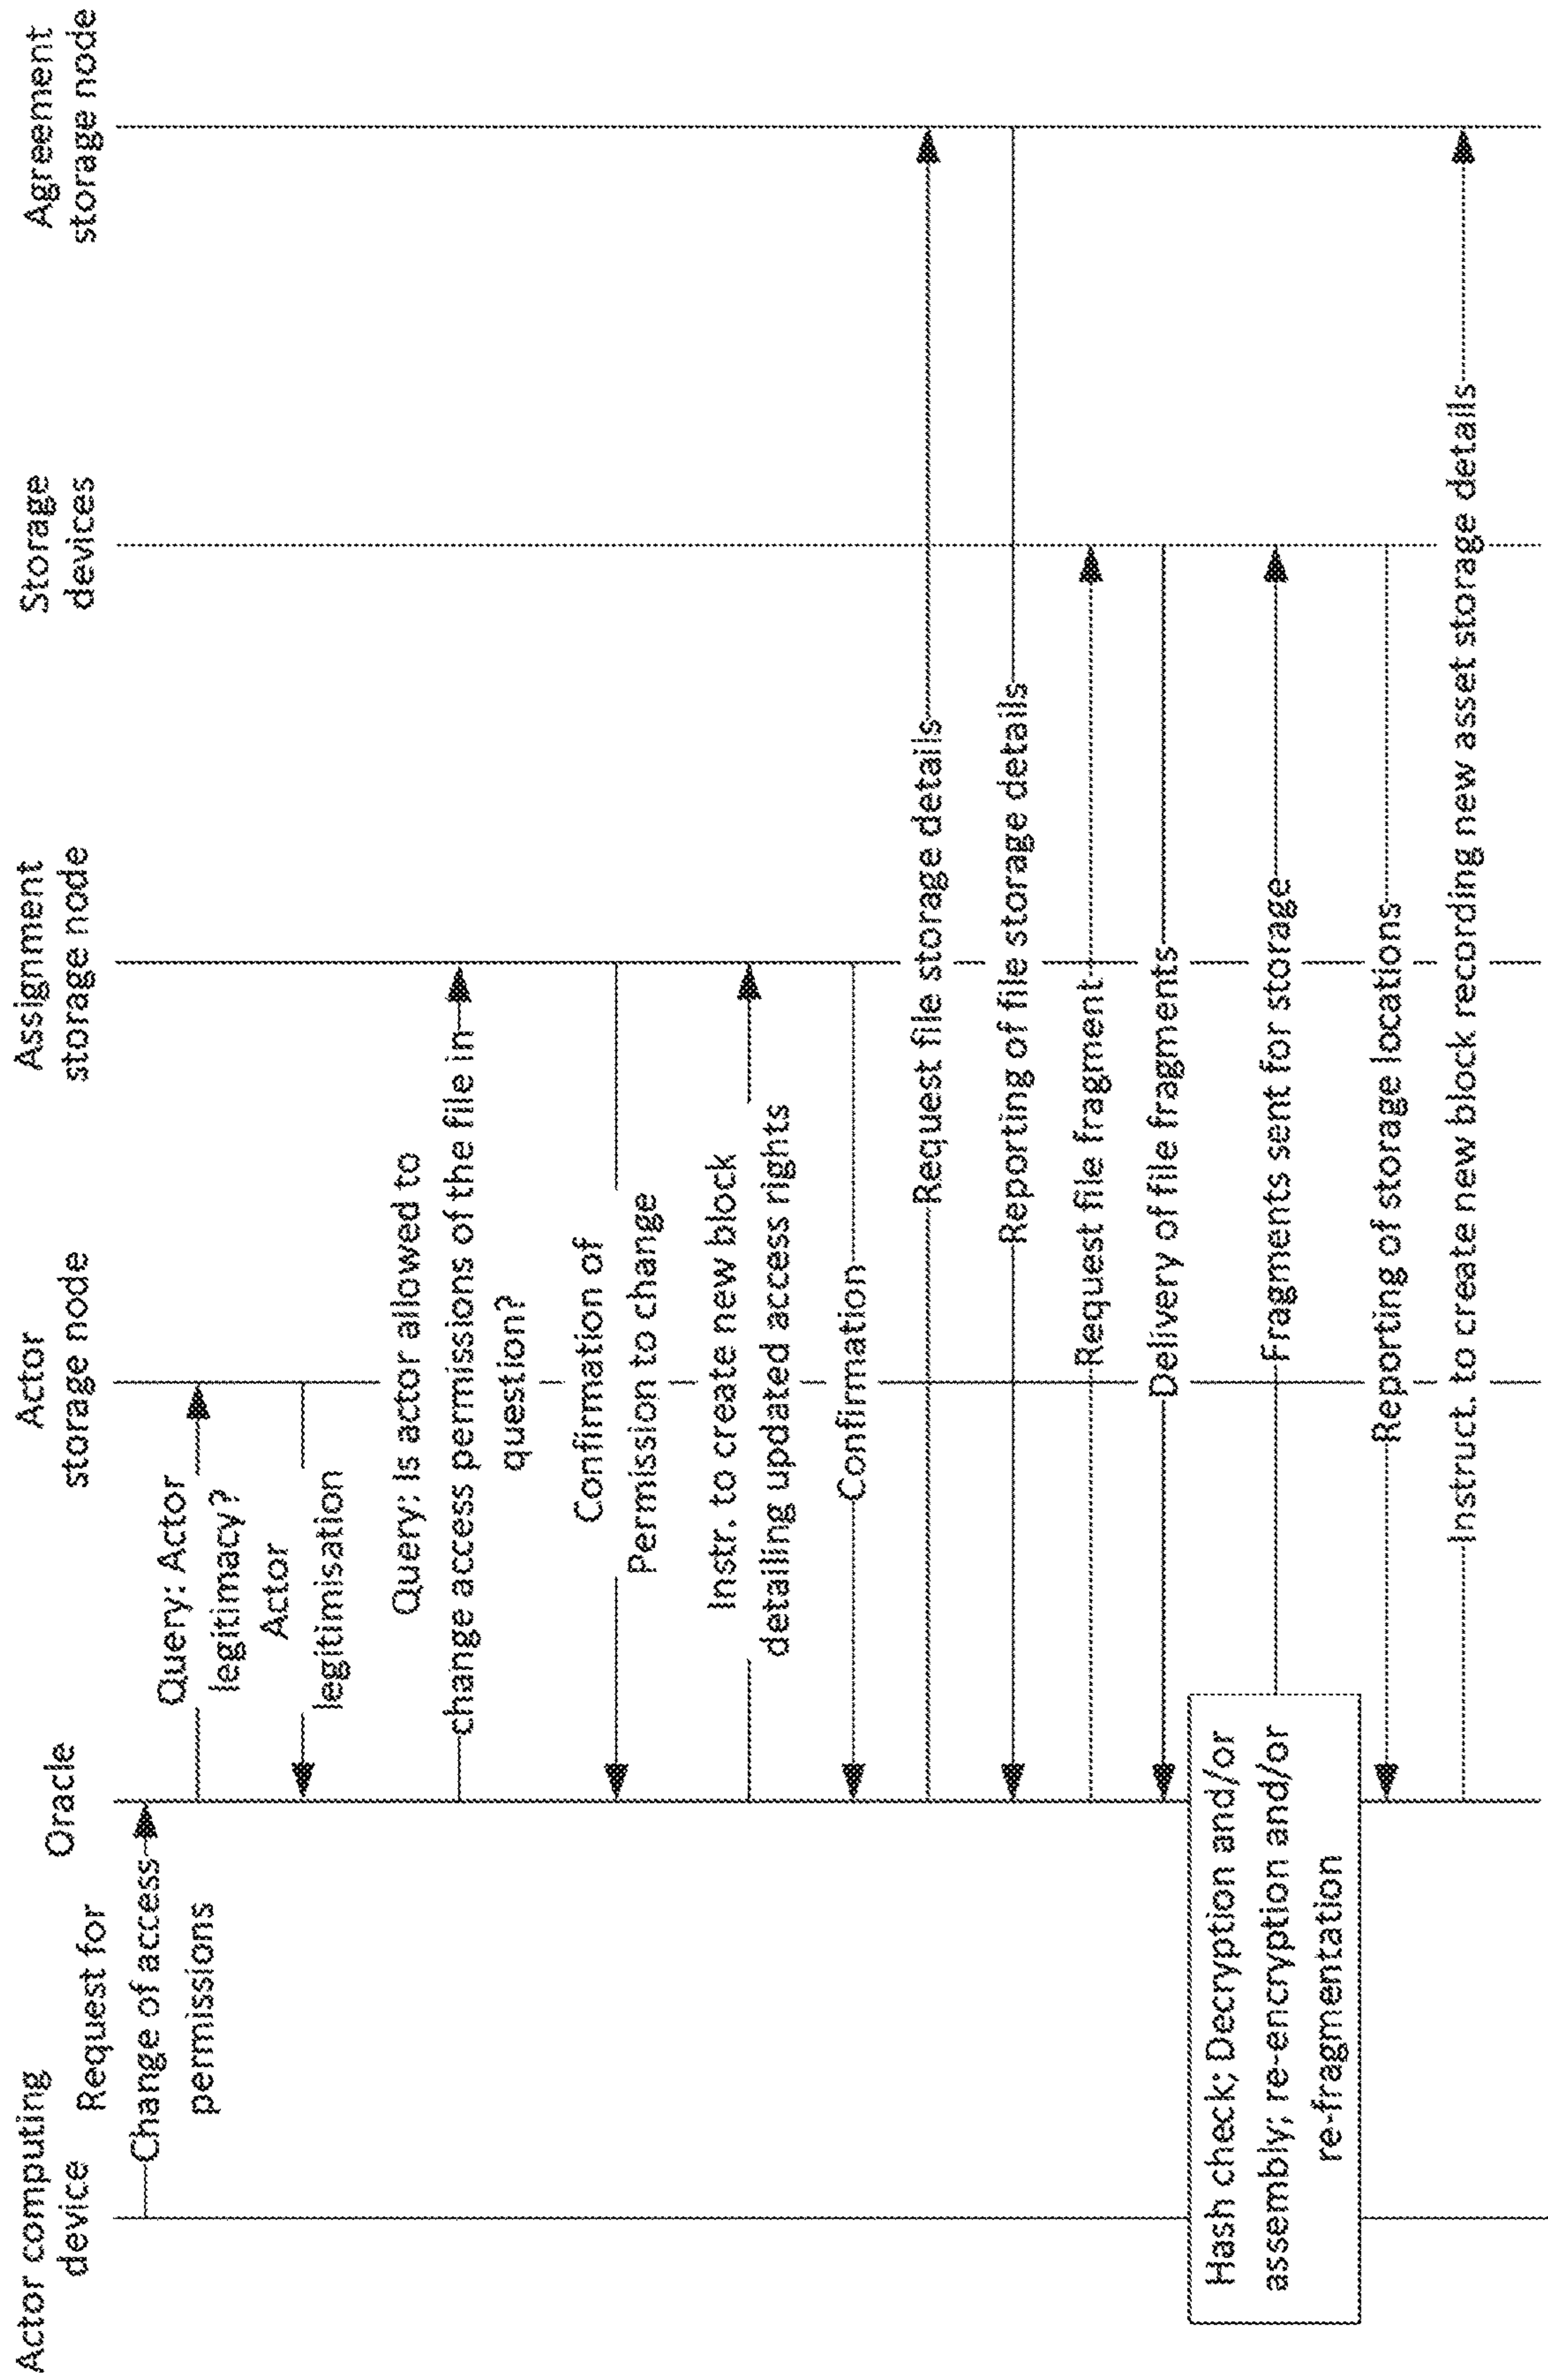 Actor computing
device
Oracle
Actor
storage node
Assignment
storage node
Storage
devices
Agreement
storage node
Request for
Change of access
permissions
Query: Actor
legitimacy?
Actor
legitimisation
Query: Is actor allowed to
change access permissions of the file in
question?
Confirmation of
Permission to change
Instr. to create new block
detailing updated access rights
Confirmation
Request file storage details
Reporting of file storage details
Request file fragment
Delivery of file fragments
Hash check; Decryption and/or
assembly; re-encryption and/or
re-fragmentation
Fragments sent for storage
Reporting of storage locations
Instruct. to create new block recording new asset storage details